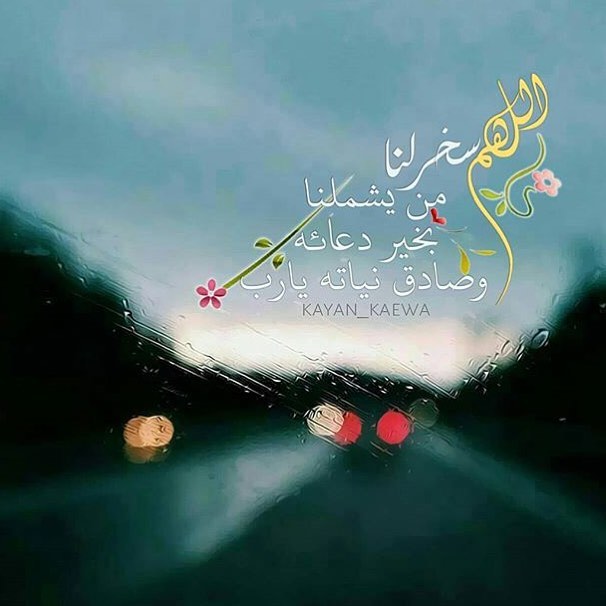 اللهم
سخر لنا
من يشملنا
بخير دعائه
وصادق نياته يارب
KAYAN_KAEWA